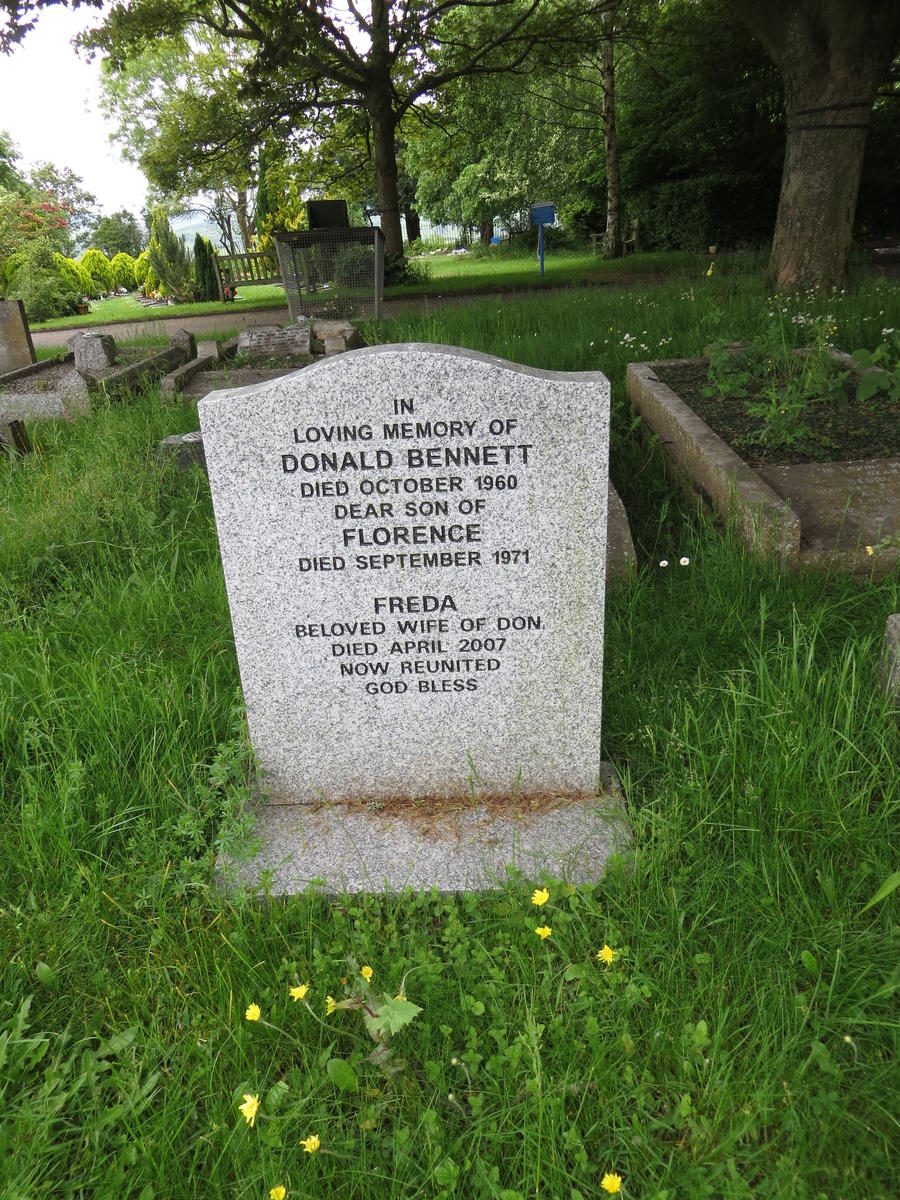 IN
LOVING MEMORY OF
DONALD BENNETT
DIED OCTOBER 1960
DEAR SON OF
FLORENCE
DIED SEPTEMBER 1971
FREDA
BELOVED WIFE OF DON.
DIED APRIL 2007
NOW REUNITED
GOD BLESS